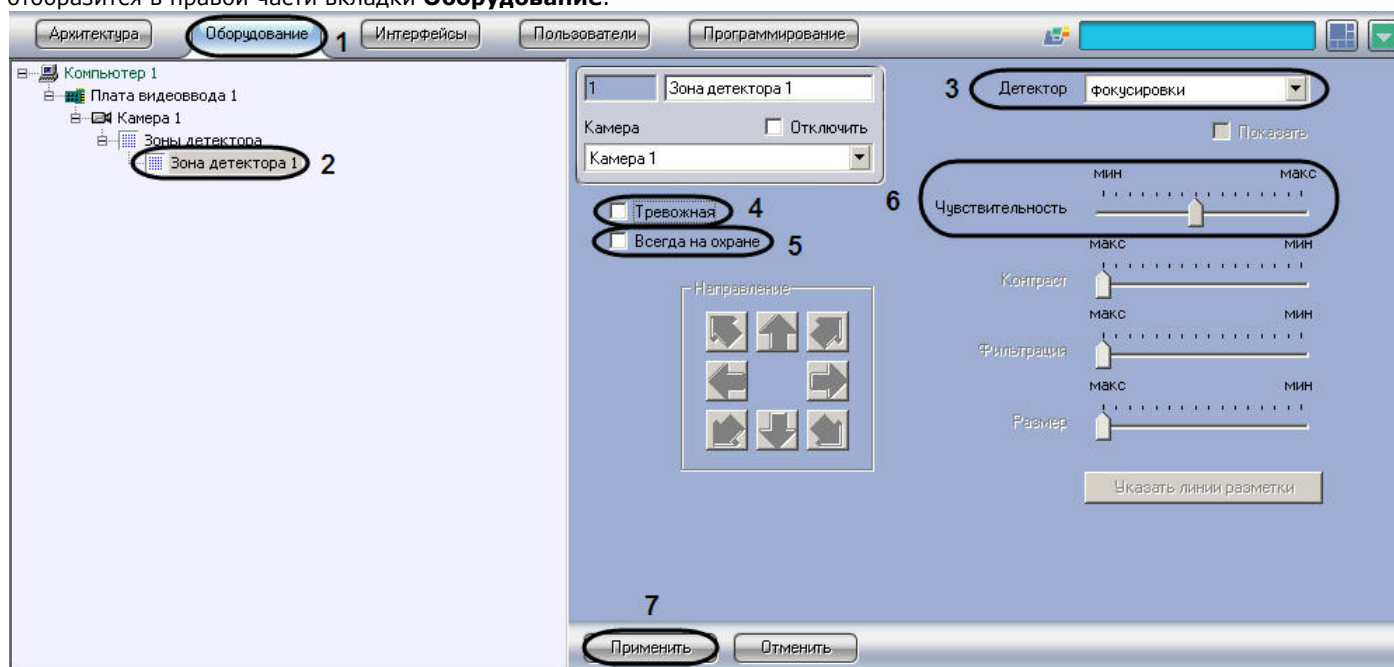 отобразится в правой части вкладки Оборудование.
Архитектура
Оборудование
1
Интерфейсы
Пользователи
Программирование
Компьютер 1
Плата видеоввода 1
Камера 1
Зоны детектора
Зона детектора 1
2
1
Зона детектора 1
Камера
Отключить
Камера 1
Тревожная
4
Всегда на охране
5
Направление
3
Детектор
фокусировки
Показать
6
мин
макс
Чувствительность
макс
мин
Контраст
макс
мин
Фильтрация
макс
мин
Размер
Указать линии разметки
7
Применить
Отменить